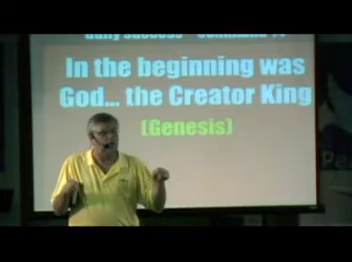 In the beginning was
God... the Creator King
(Genesis)